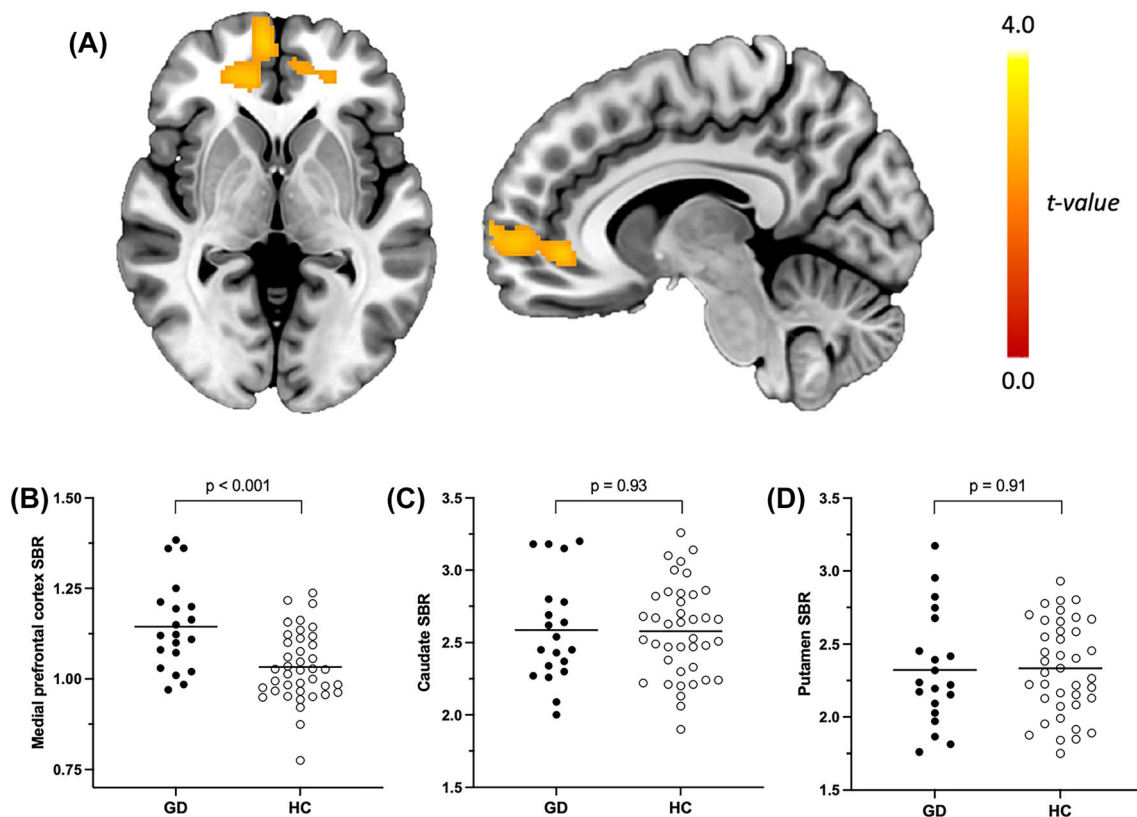 (A)
4.0
t-value
0.0
(B)
p < 0.001
Medial prefrontal cortex SBR
1.50
1.25
1.00
0.75
GD
HC
(C)
p = 0.93
Caudate SBR
3.5
3.0
2.5
2.0
1.5
GD
HC
(D)
p = 0.91
Putamen SBR
3.5
3.0
2.5
2.0
1.5
GD
HC